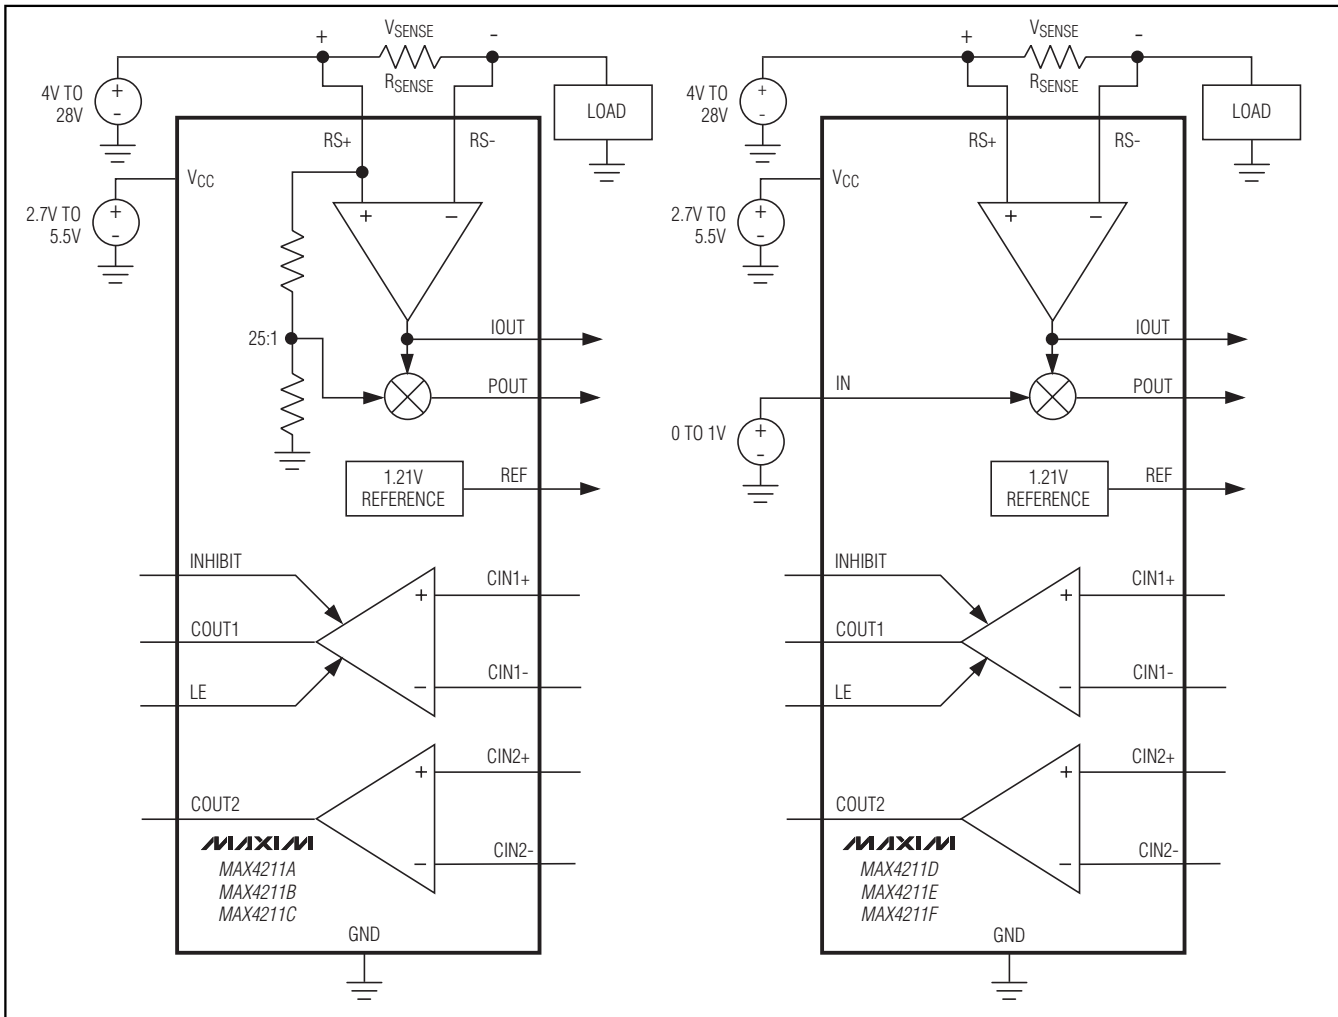 + VSENSE -
RSENSE
4V TO
28V
+
-
LOAD
RS+
RS-
VCC
2.7V TO
5.5V
+
-
+ −
IOUT
25:1
POUT
1.21V
REFERENCE
REF
INHIBIT
CIN1+
+
COUT1
CIN1-
−
LE
CIN2+
+
COUT2
CIN2-
−
MAXIM
MAX4211A
MAX4211B
MAX4211C
GND
+ VSENSE -
RSENSE
4V TO
28V
+
-
LOAD
RS+
RS-
VCC
2.7V TO
5.5V
+
-
+ −
IOUT
IN
POUT
0 TO 1V
+
-
1.21V
REFERENCE
REF
INHIBIT
CIN1+
+
COUT1
CIN1-
−
LE
CIN2+
+
COUT2
CIN2-
−
MAXIM
MAX4211D
MAX4211E
MAX4211F
GND